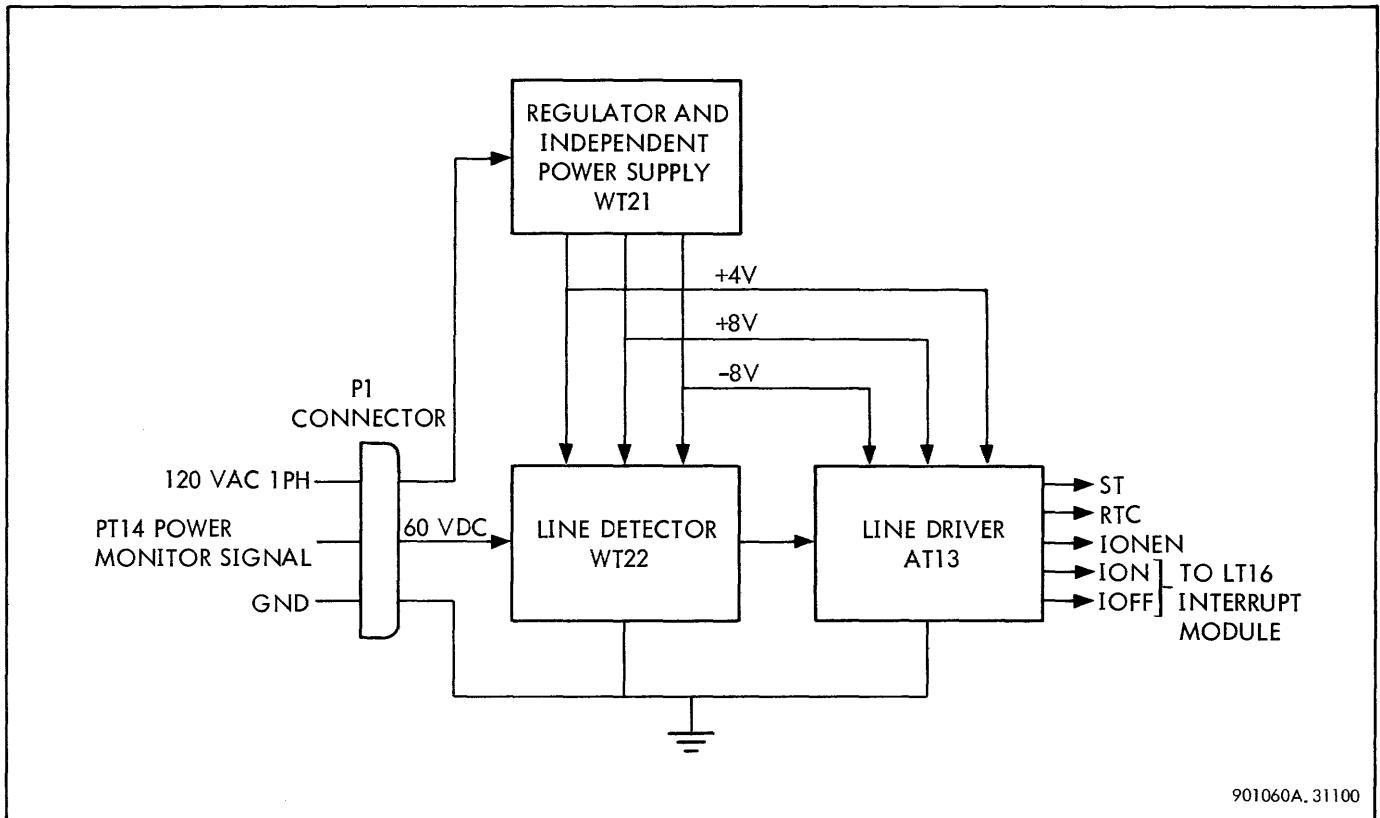 REGULATOR AND
INDEPENDENT
POWER SUPPLY
WT21
+4V
+8V
-8V
P1
CONNECTOR
120 VAC 1PH
PT14 POWER
MONITOR SIGNAL
GND
60 VDC
LINE DETECTOR
WT22
LINE DRIVER
AT13
ST
RTC
IONEN
ION
IOFF
TO LT16
INTERRUPT
MODULE
901060A. 31100